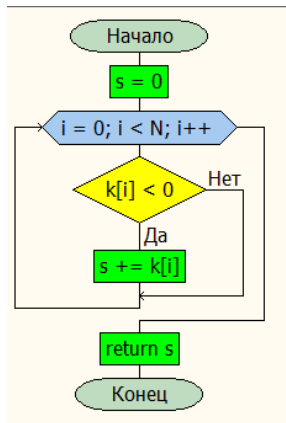 Начало
s = 0
i = 0; i < N; i++
k[i] < 0
Нет
Да
s += k[i]
return s
Конец